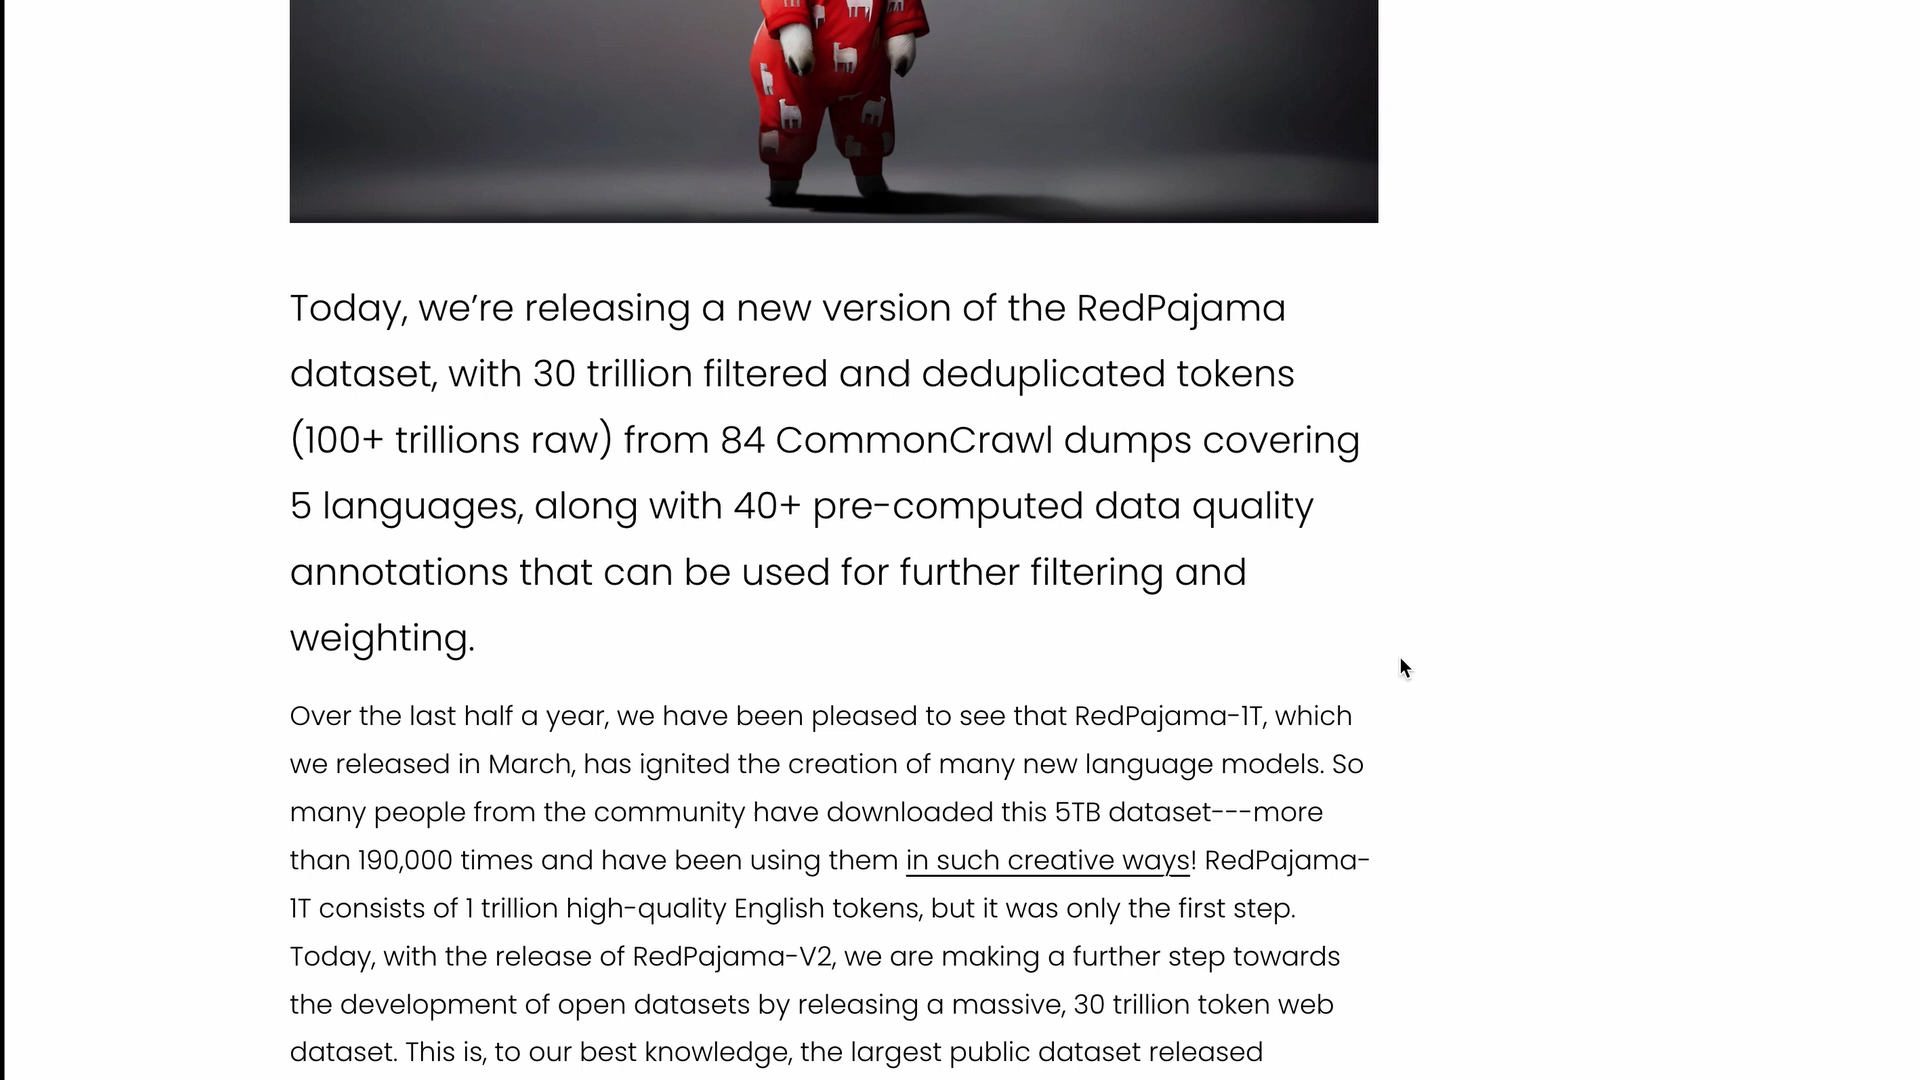 Today, we’re releasing a new version of the RedPajama
dataset, with 30 trillion filtered and deduplicated tokens
(100+ trillions raw) from 84 CommonCrawl dumps covering
5 languages, along with 40+ pre-computed data quality
annotations that can be used for further filtering and
weighting.
Over the last half a year, we have been pleased to see that RedPajama-1T, which
we released in March, has ignited the creation of many new language models. So
many people from the community have downloaded this 5TB dataset---more
than 190,000 times and have been using them in such creative ways! RedPajama-
1T consists of 1 trillion high-quality English tokens, but it was only the first step.
Today, with the release of RedPajama-V2, we are making a further step towards
the development of open datasets by releasing a massive, 30 trillion token web
dataset. This is, to our best knowledge, the largest public dataset released